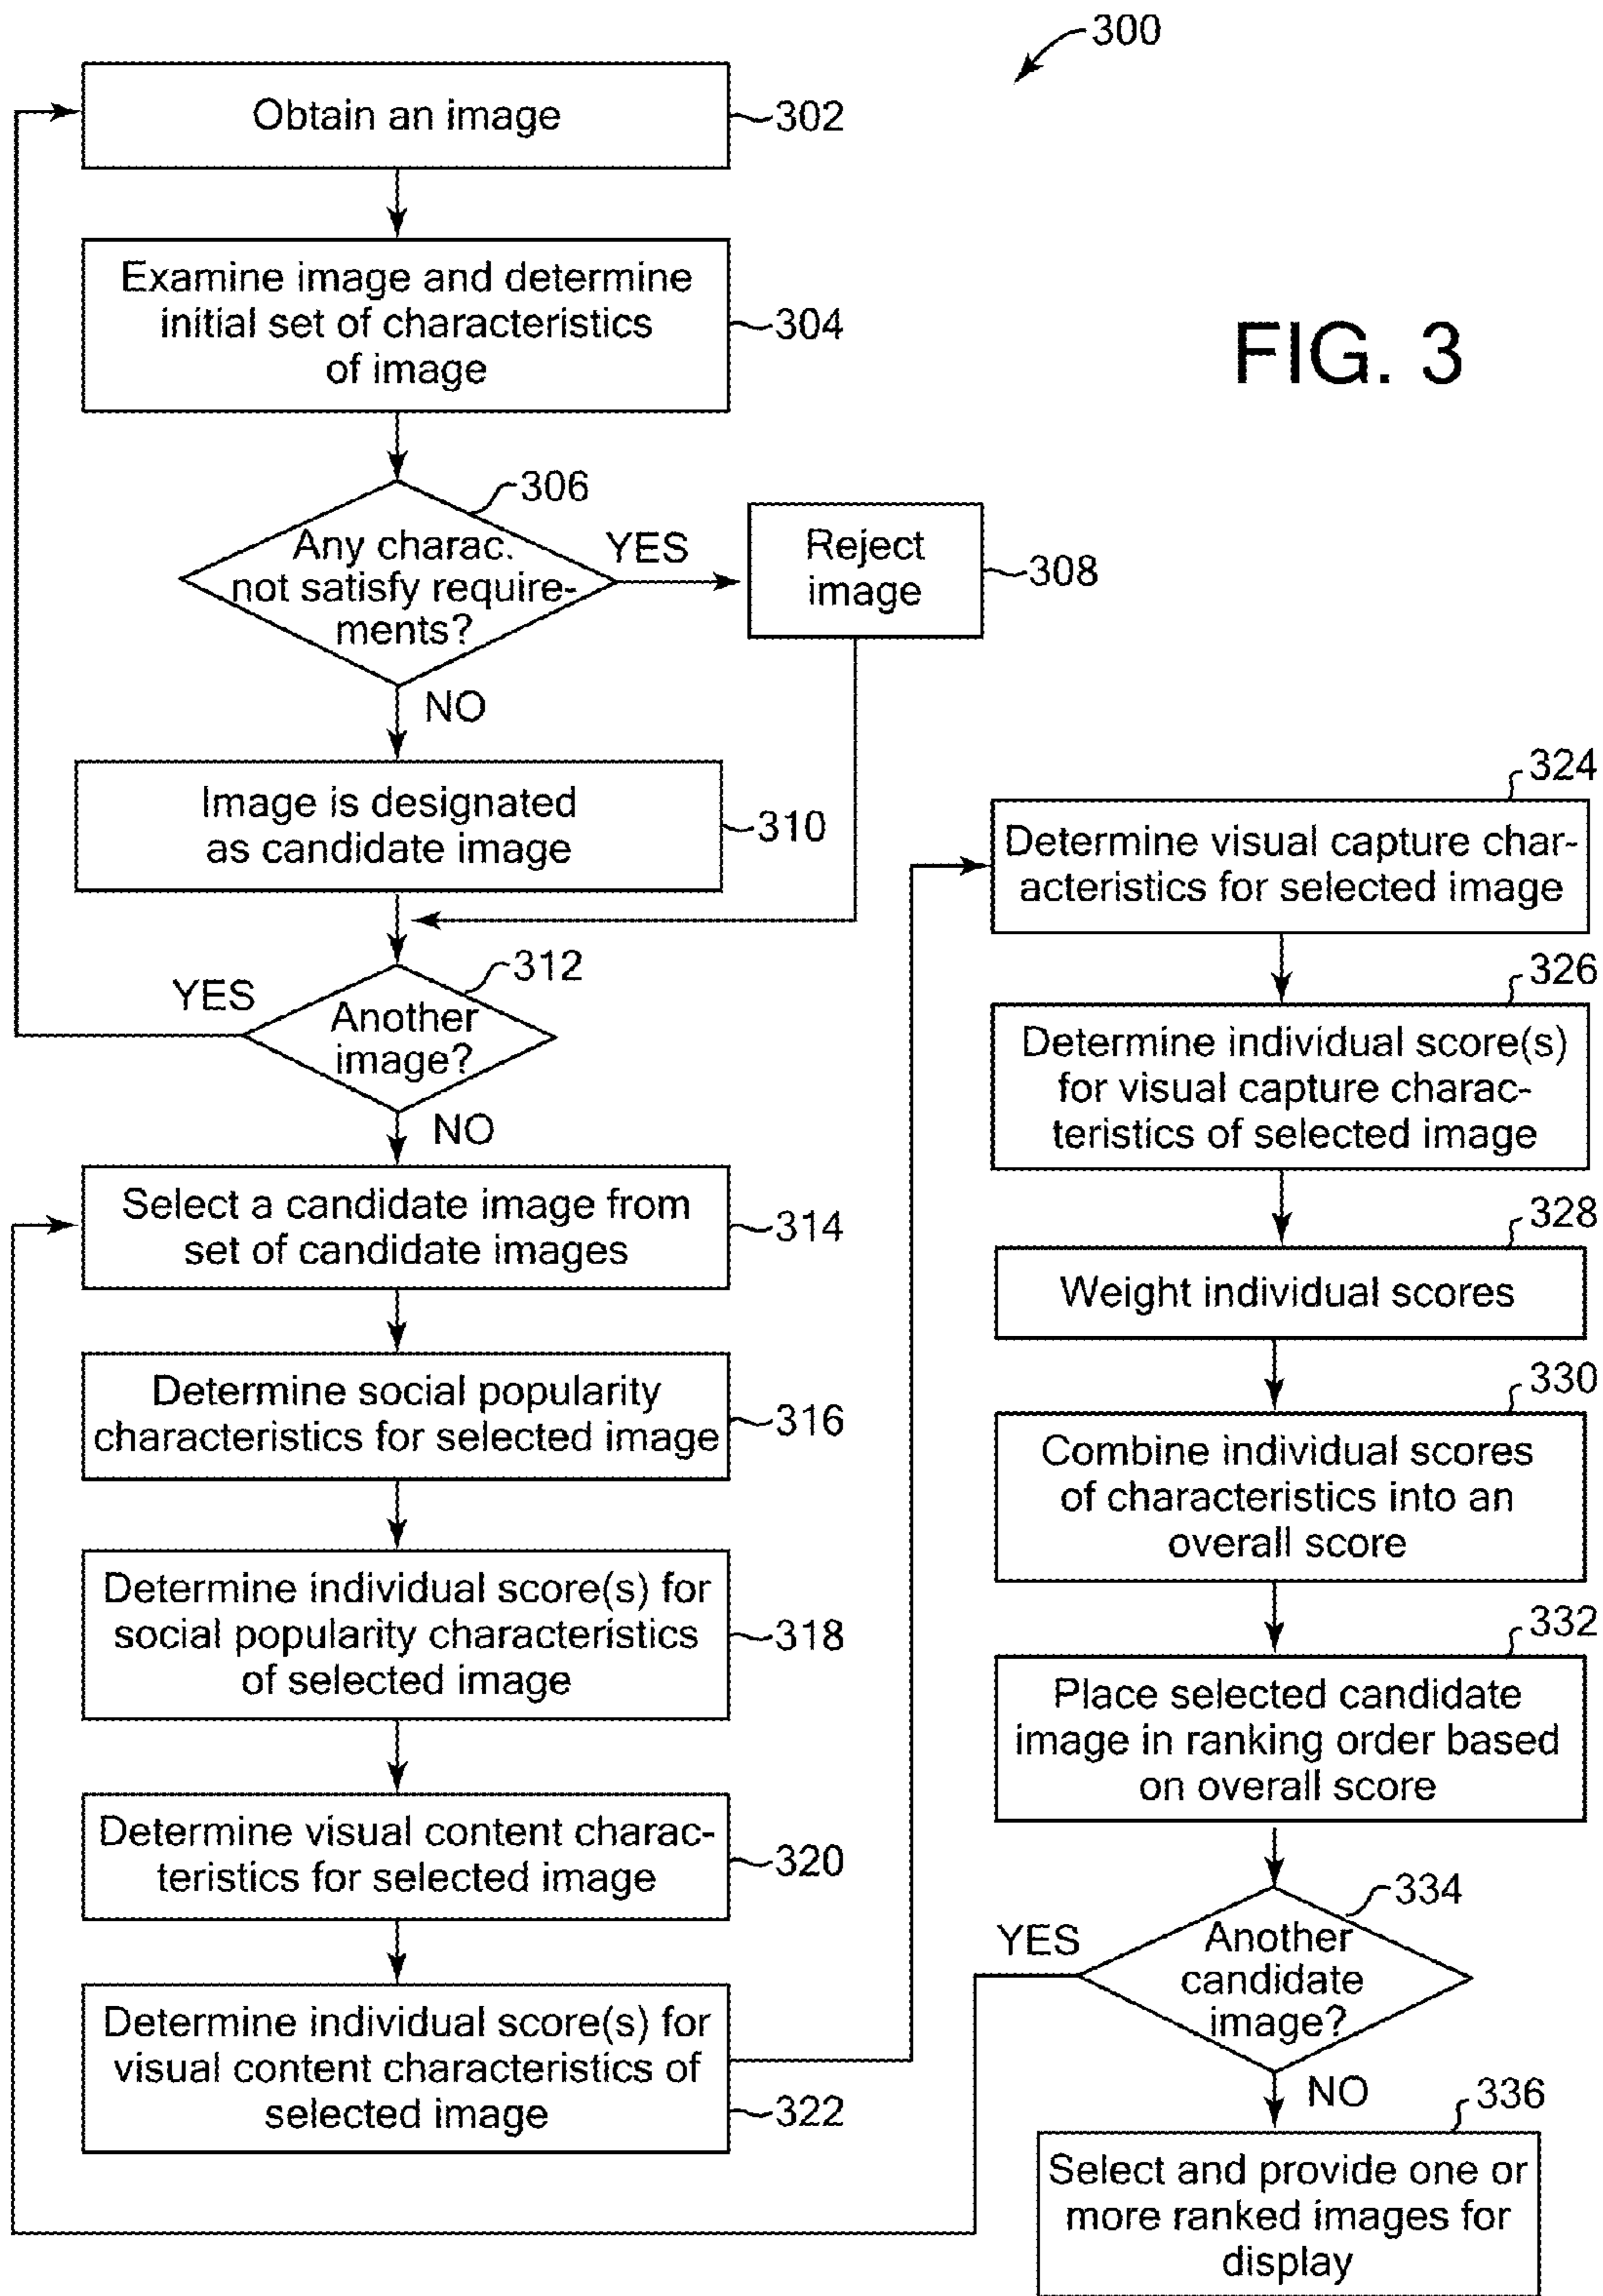 300
Obtain an image
302
Examine image and determine
initial set of characteristics
of image
304
FIG. 3
306
Any charac.
not satisfy require-
ments?
YES
Reject
image
308
NO
Image is designated
as candidate image
310
312
YES
Another
image?
NO
Select a candidate image from
set of candidate images
314
Determine social popularity
characteristics for selected image
316
Determine individual score(s) for
social popularity characteristics
of selected image
318
Determine visual content charac-
teristics for selected image
320
Determine individual score(s) for
visual content characteristics of
selected image
322
324
Determine visual capture char-
acteristics for selected image
326
Determine individual score(s)
for visual capture charac-
teristics of selected image
328
Weight individual scores
330
Combine individual scores
of characteristics into an
overall score
332
Place selected candidate
image in ranking order based
on overall score
334
YES
Another
candidate
image?
NO
336
Select and provide one or
more ranked images for
display